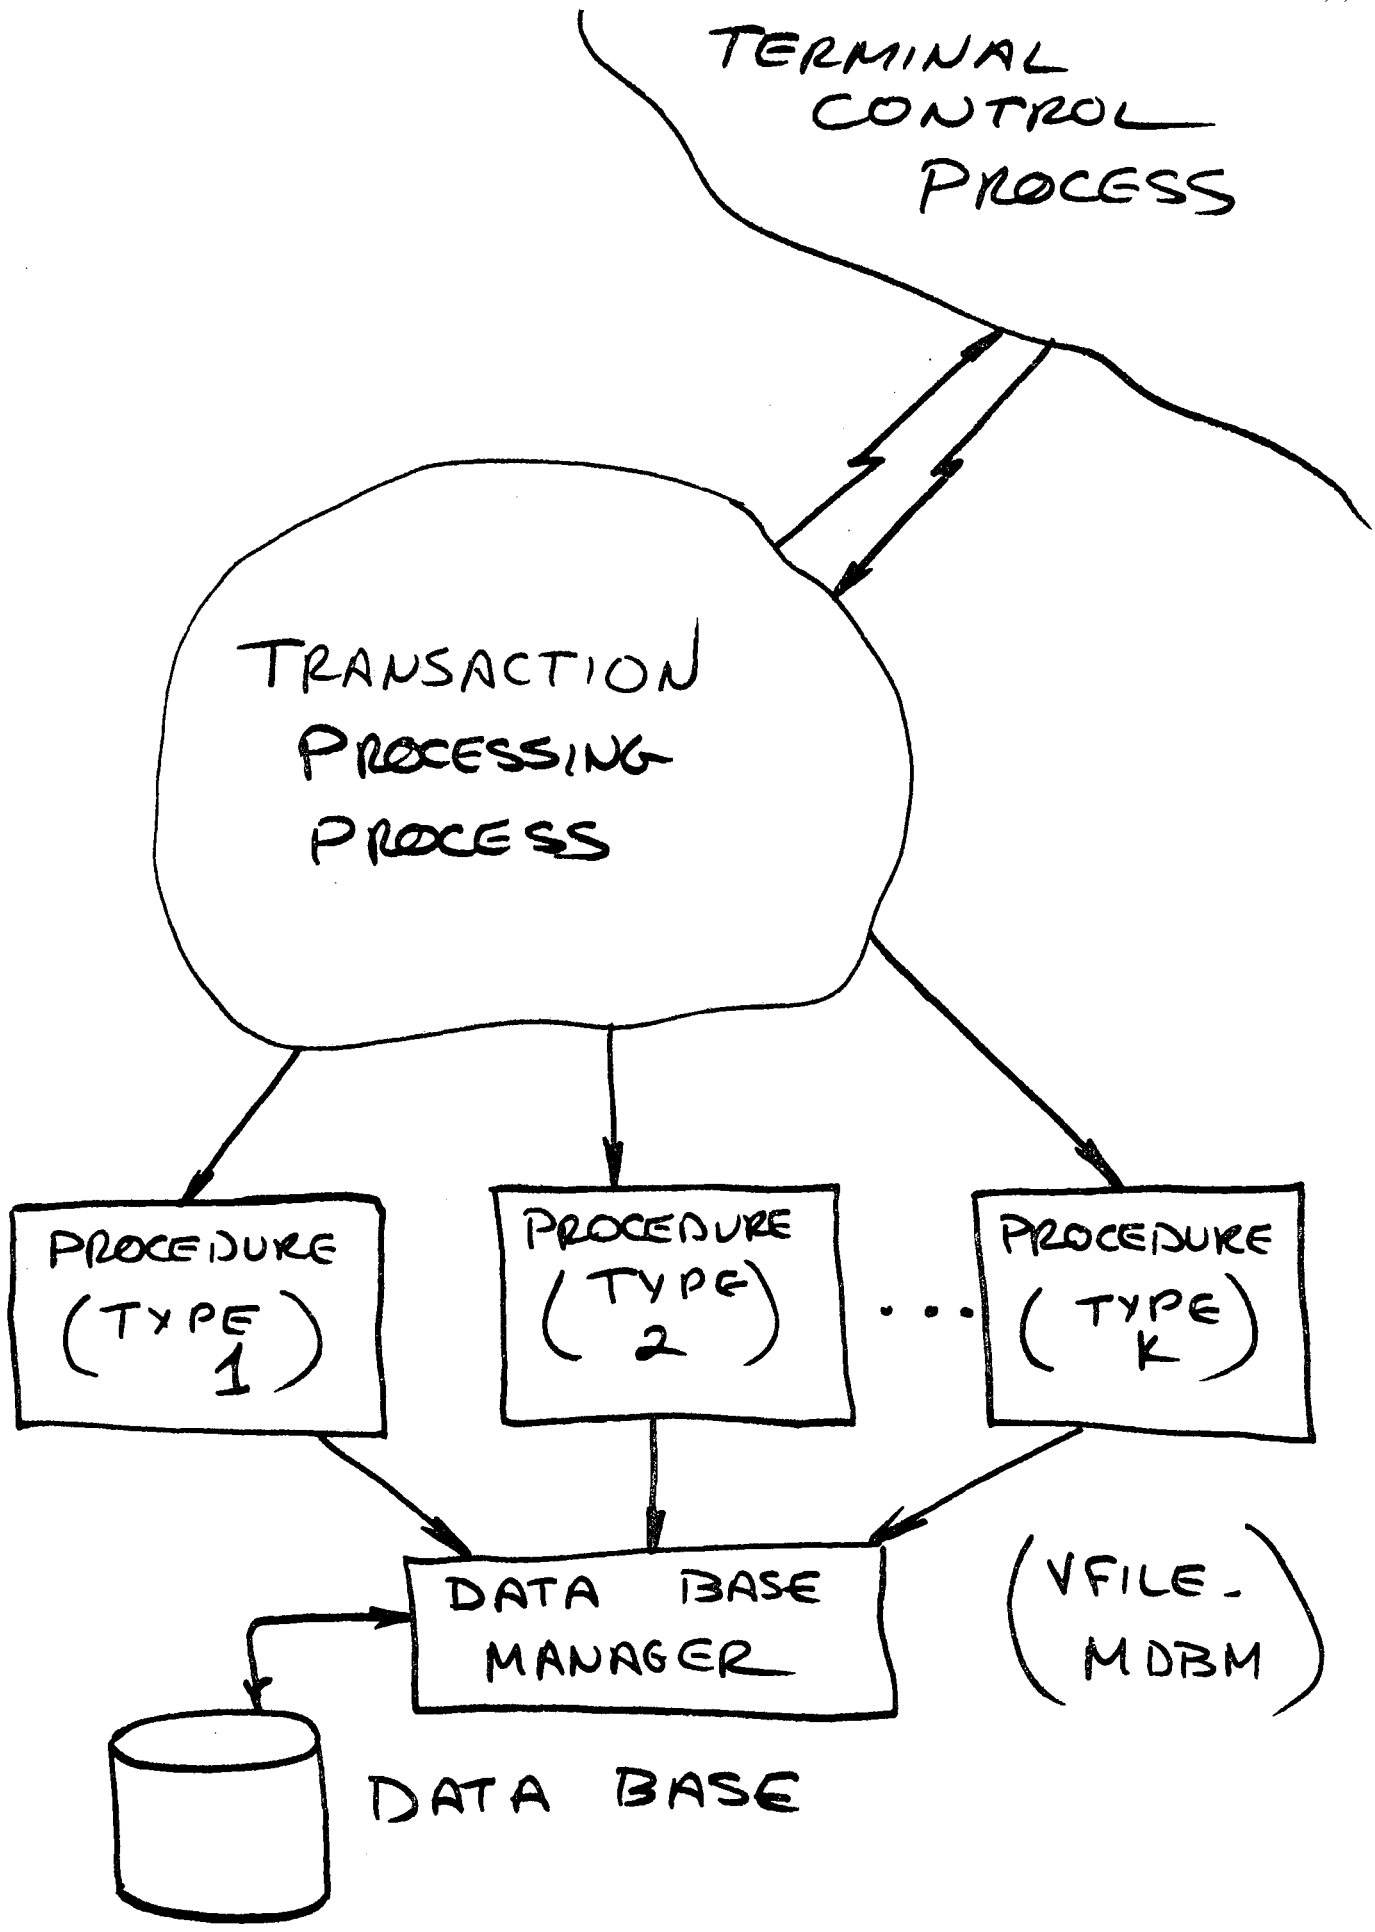 TERMINAL
CONTROL
PROCESS
TRANSACTION
PROCESSING
PROCESS
PROCEDURE
(TYPE
1)
PROCEDURE
(TYPE
2)
...
PROCEDURE
(TYPE
K)
DATA BASE
MANAGER
(VFILE_
MDBM)
DATA BASE